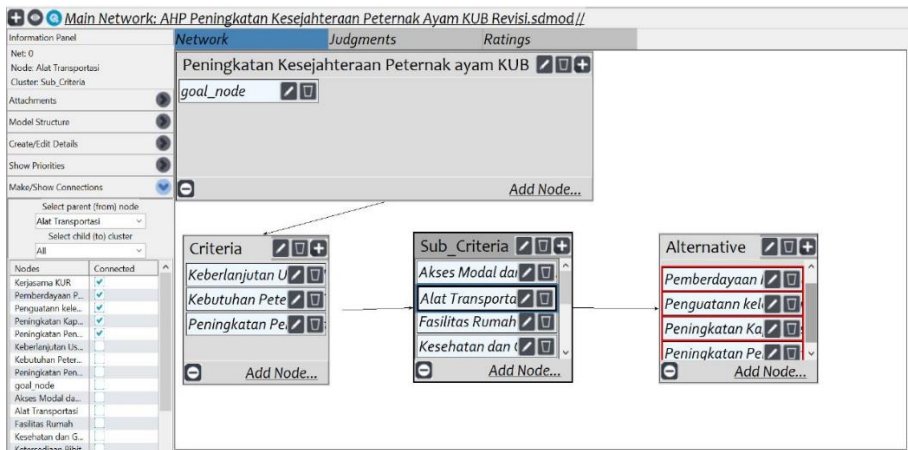 Main Network: AHP Peningkatan Kesejahteraan Peternak Ayam KUB Revisi.sdmod//
Information Panel
Net: 0
Node: Alat Transportasi
Cluster: Sub_Criteria
Attachments
Model Structure
Create/Edit Details
Show Priorities
Make/Show Connections
Select parent (from) node
Alat Transportasi
Select child (to) cluster
All
Nodes Connected
Kerjasama KUR
Pemberdayaan P...
Penguatann kele...
Peningkatan Kap...
Peningkatan Pen...
Keberlanjutan Us...
Kebutuhan Peter...
Peningkatan Pen...
goal_node
Akses Modal da...
Alat Transportasi
Fasilitas Rumah
Kesehatan dan G...
Ketersediaan Bibit
Network Judgments Ratings
Peningkatan Kesejahteraan Peternak ayam KUB
goal_node
Add Node...
Criteria
Keberlanjutan U
Kebutuhan Pete
Peningkatan Pe
Add Node...
Sub_Criteria
Akses Modal da
Alat Transporta
Fasilitas Rumah
Kesehatan dan
Add Node...
Alternative
Pemberdayaan
Penguatann kel
Peningkatan Ka
Peningkatan Pe
Add Node...